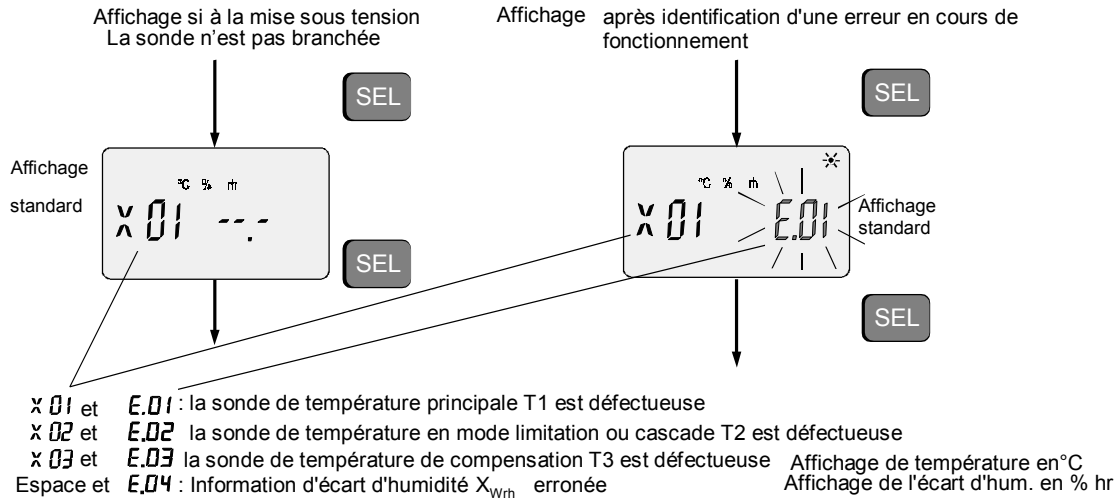 Affichage si à la mise sous tension
La sonde n'est pas branchée
Affichage après identification d'une erreur en cours de
fonctionnement
SEL
SEL
Affichage
standard
°C % rh
X 01 --.-
SEL
°C % rh
X 01 E.01
Affichage
standard
SEL
X 01 et E.01 : la sonde de température principale T1 est défectueuse
X 02 et E.02 la sonde de température en mode limitation ou cascade T2 est défectueuse
X 03 et E.03 la sonde de température de compensation T3 est défectueuse Affichage de température en°C
Espace et E.04 : Information d'écart d'humidité XWrh erronée Affichage de l'écart d'hum. en % hr